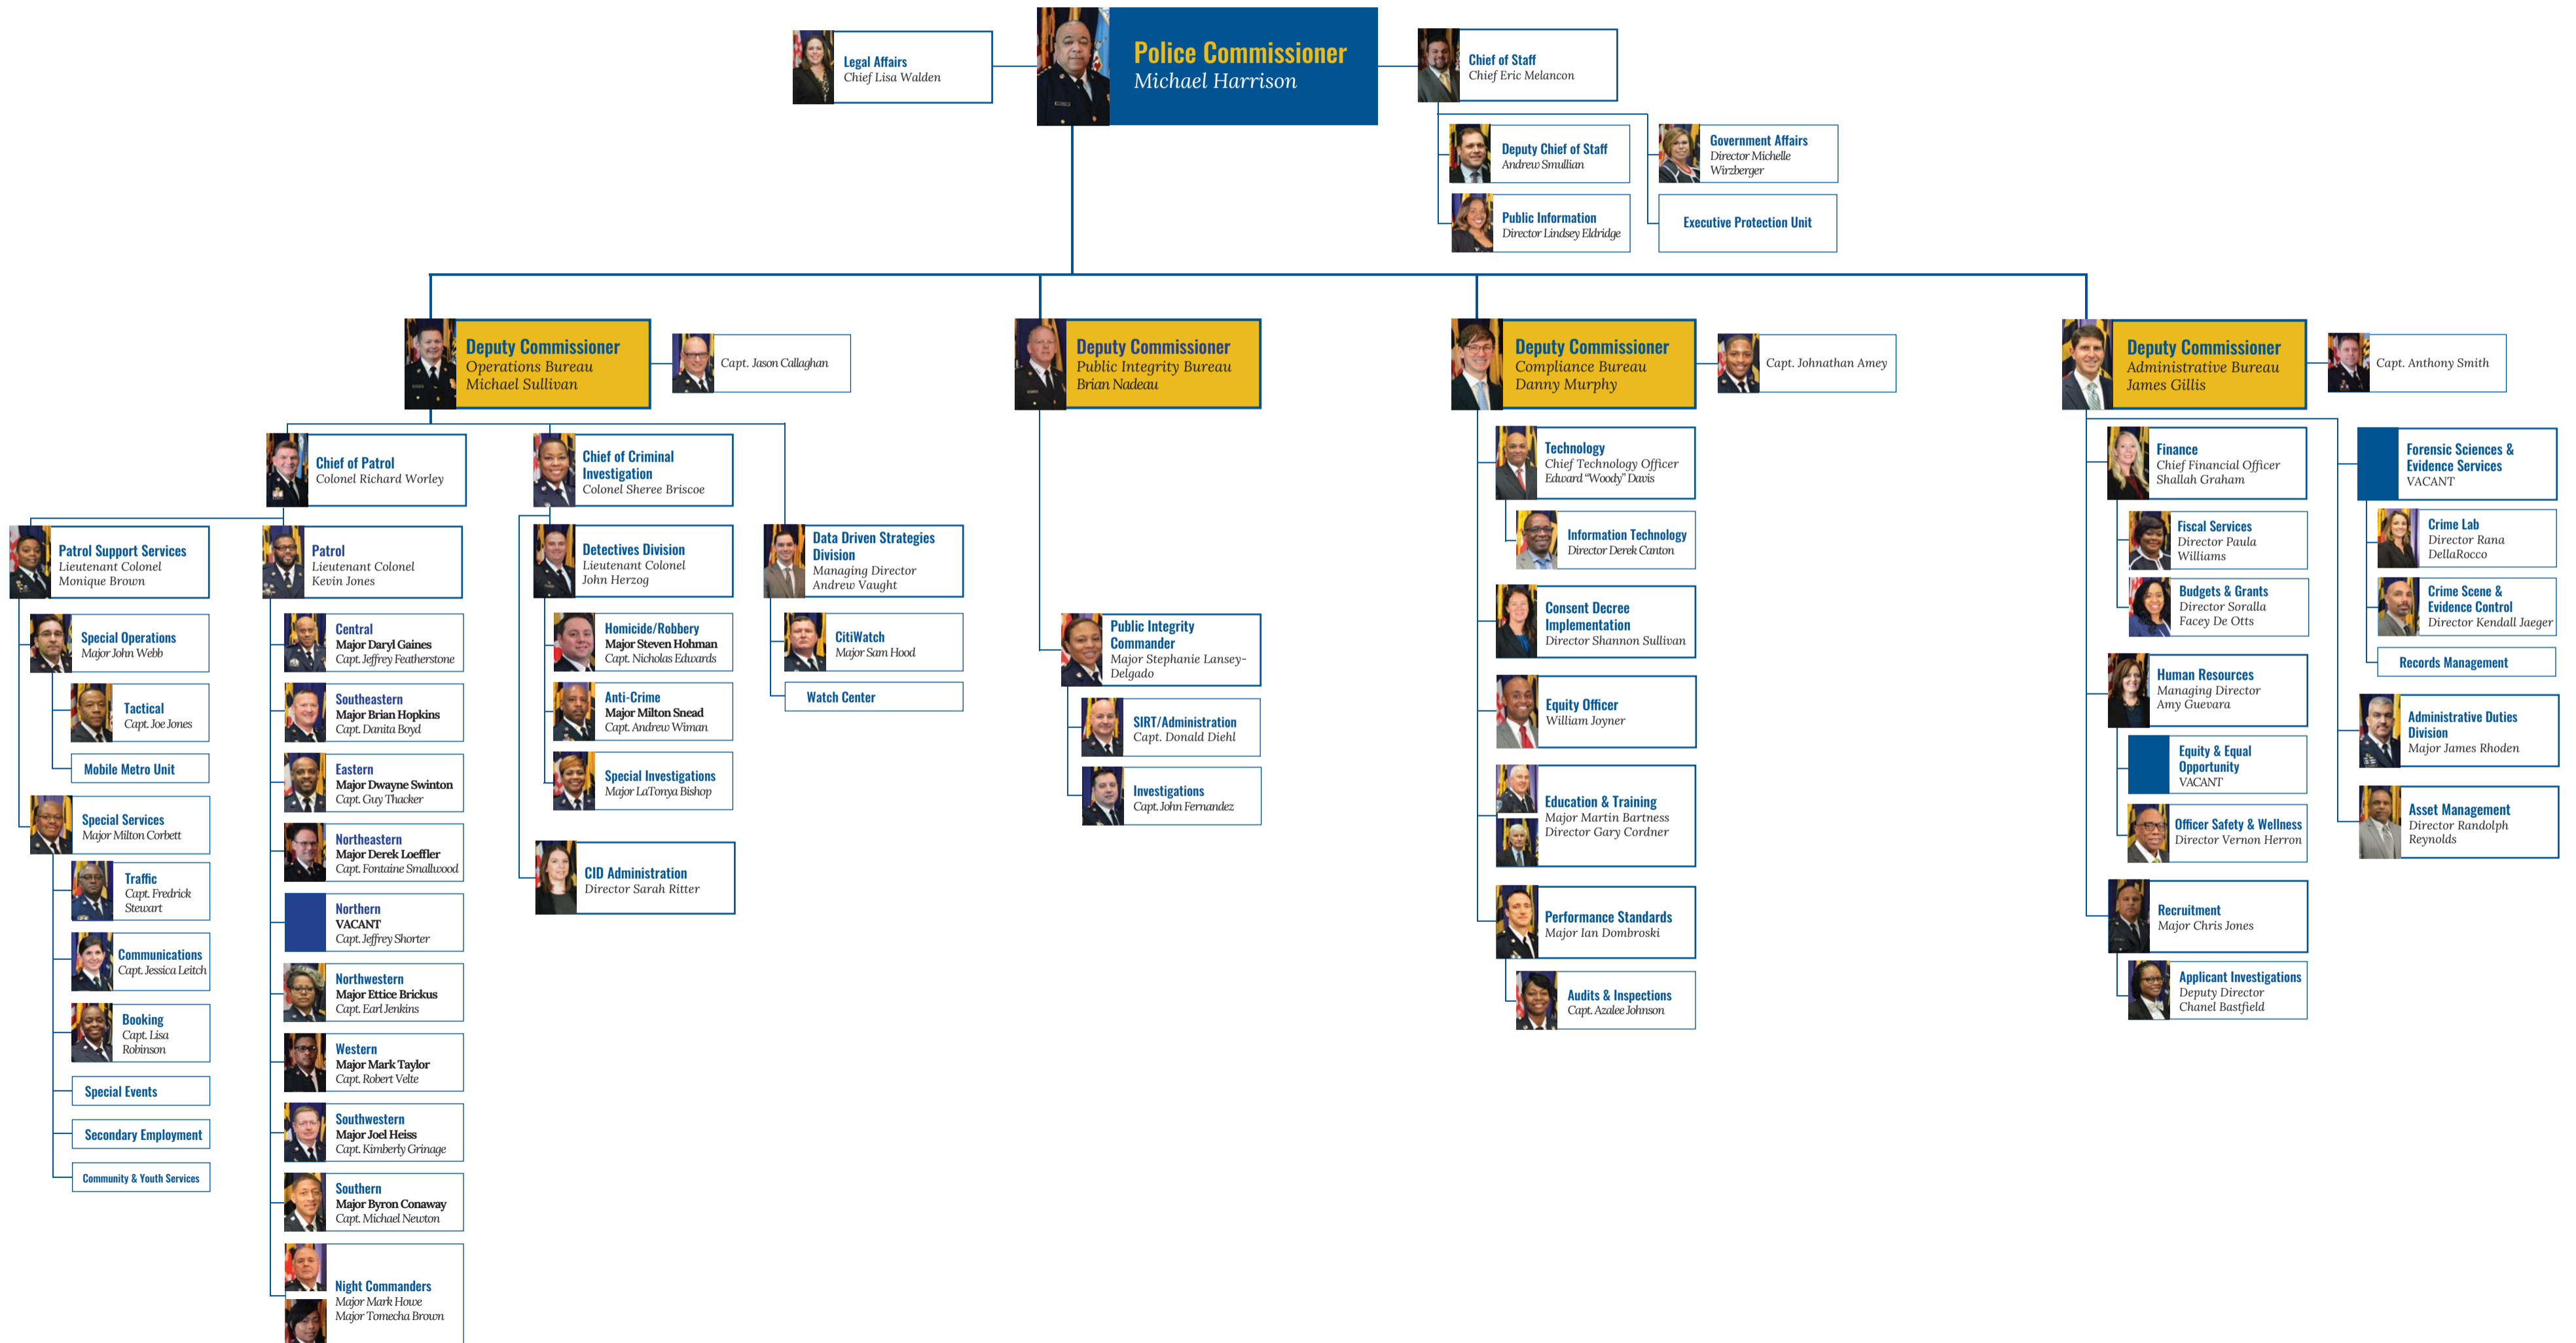 Legal Affairs
Chief Lisa Walden
Police Commissioner
Michael Harrison
Chief of Staff
Chief Eric Melancon
Deputy Chief of Staff
Andrew Smullian
Government Affairs
Director Michelle
Wirzberger
Public Information
Director Lindsey Eldridge
Executive Protection Unit
Deputy Commissioner
Operations Bureau
Michael Sullivan
Capt. Jason Callaghan
Deputy Commissioner
Public Integrity Bureau
Brian Nadeau
Deputy Commissioner
Compliance Bureau
Danny Murphy
Capt. Johnathan Amey
Deputy Commissioner
Administrative Bureau
James Gillis
Capt. Anthony Smith
Chief of Patrol
Colonel Richard Worley
Patrol Support Services
Lieutenant Colonel
Monique Brown
Special Operations
Major John Webb
Tactical
Capt. Joe Jones
Mobile Metro Unit
Special Services
Major Milton Corbett
Traffic
Capt. Fredrick
Stewart
Communications
Capt. Jessica Leitch
Booking
Capt. Lisa
Robinson
Special Events
Secondary Employment
Community & Youth Services
Patrol
Lieutenant Colonel
Kevin Jones
Central
Major Daryl Gaines
Capt. Jeffrey Featherstone
Southeastern
Major Brian Hopkins
Capt. Danita Boyd
Eastern
Major Dwayne Swinton
Capt. Guy Thacker
Northeastern
Major Derek Loeffler
Capt. Fontaine Smallwood
Northern
VACANT
Capt. Jeffrey Shorter
Northwestern
Major Ettice Brickus
Capt. Earl Jenkins
Western
Major Mark Taylor
Capt. Robert Velte
Southwestern
Major Joel Heiss
Capt. Kimberly Grinage
Southern
Major Byron Conaway
Capt. Michael Newton
Night Commanders
Major Mark Howe
Major Tomecha Brown
Chief of Criminal
Investigation
Colonel Sheree Briscoe
Detectives Division
Lieutenant Colonel
John Herzog
Homicide/Robbery
Major Steven Hohman
Capt. Nicholas Edwards
Anti-Crime
Major Milton Snead
Capt. Andrew Wiman
Special Investigations
Major LaTonya Bishop
CID Administration
Director Sarah Ritter
Data Driven Strategies
Division
Managing Director
Andrew Vaught
CitiWatch
Major Sam Hood
Watch Center
Public Integrity
Commander
Major Stephanie Lansey-
Delgado
SIRT/Administration
Capt. Donald Diehl
Investigations
Capt. John Fernandez
Technology
Chief Technology Officer
Edward “Woody” Davis
Information Technology
Director Derek Canton
Consent Decree
Implementation
Director Shannon Sullivan
Equity Officer
William Joyner
Education & Training
Major Martin Bartness
Director Gary Cordner
Performance Standards
Major Ian Dombroski
Audits & Inspections
Capt. Azalee Johnson
Finance
Chief Financial Officer
Shallah Graham
Fiscal Services
Director Paula
Williams
Budgets & Grants
Director Soralla
Facey De Otts
Human Resources
Managing Director
Amy Guevara
Equity & Equal
Opportunity
VACANT
Officer Safety & Wellness
Director Vernon Herron
Recruitment
Major Chris Jones
Applicant Investigations
Deputy Director
Chanel Bastfield
Forensic Sciences &
Evidence Services
VACANT
Crime Lab
Director Rana
DellaRocco
Crime Scene &
Evidence Control
Director Kendall Jaeger
Records Management
Administrative Duties
Division
Major James Rhoden
Asset Management
Director Randolph
Reynolds